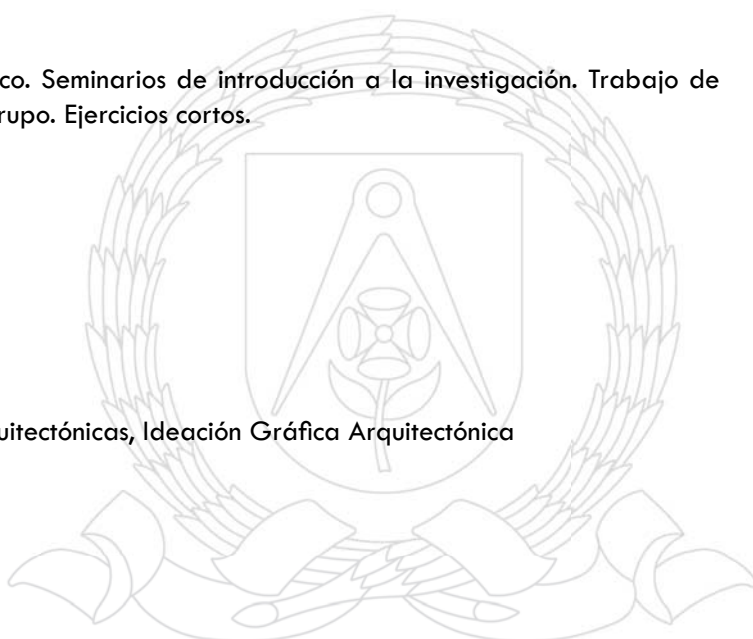 co. Seminarios de introducción a la investigación. Trabajo de
rupo. Ejercicios cortos.
uitectónicas, Ideación Gráfica Arquitectónica